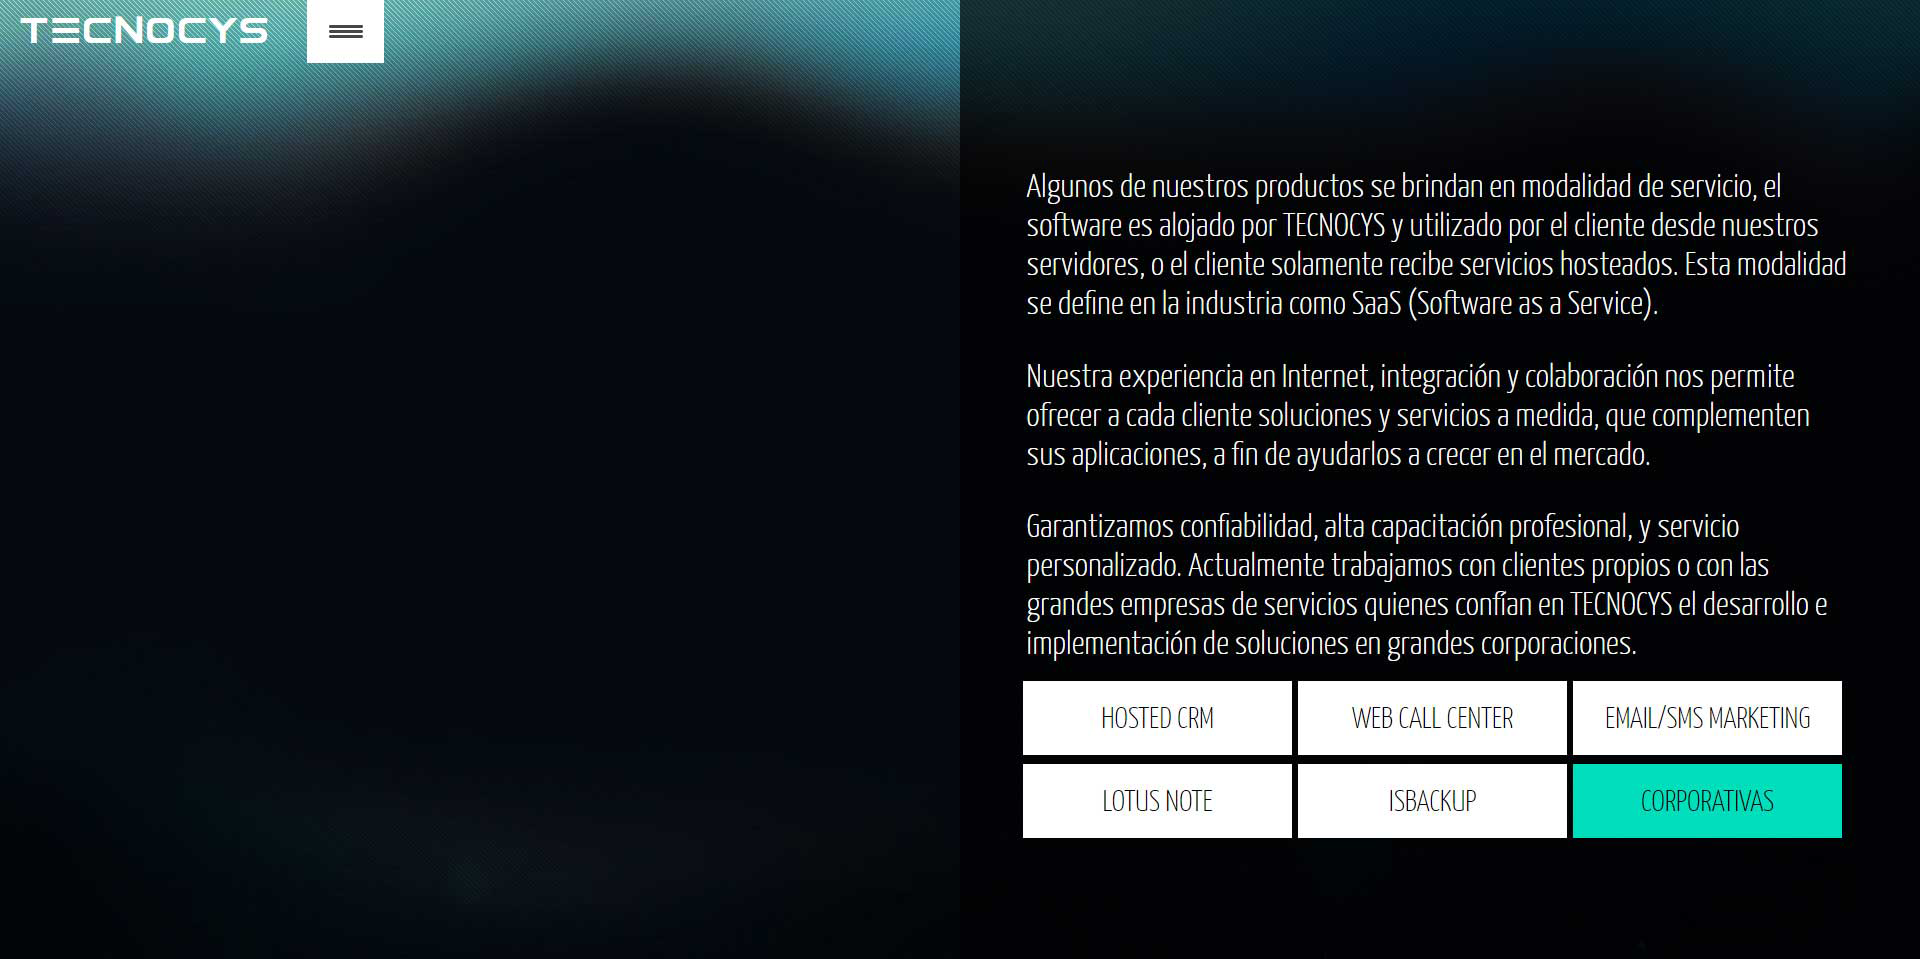 TECNOCYS
Algunos de nuestros productos se brindan en modalidad de servicio, el
software es alojado por TECNOCYS y utilizado por el cliente desde nuestros
servidores, o el cliente solamente recibe servicios hosteados. Esta modalidad
se define en la industria como SaaS (Software as a Service).
Nuestra experiencia en Internet, integración y colaboración nos permite
ofrecer a cada cliente soluciones y servicios a medida, que complementen
sus aplicaciones, a fin de ayudarlos a crecer en el mercado.
Garantizamos confiabilidad, alta capacitación profesional, y servicio
personalizado. Actualmente trabajamos con clientes propios o con las
grandes empresas de servicios quienes confían en TECNOCYS el desarrollo e
implementación de soluciones en grandes corporaciones.
HOSTED CRM
WEB CALL CENTER
EMAIL/SMS MARKETING
LOTUS NOTE
ISBACKUP
CORPORATIVAS